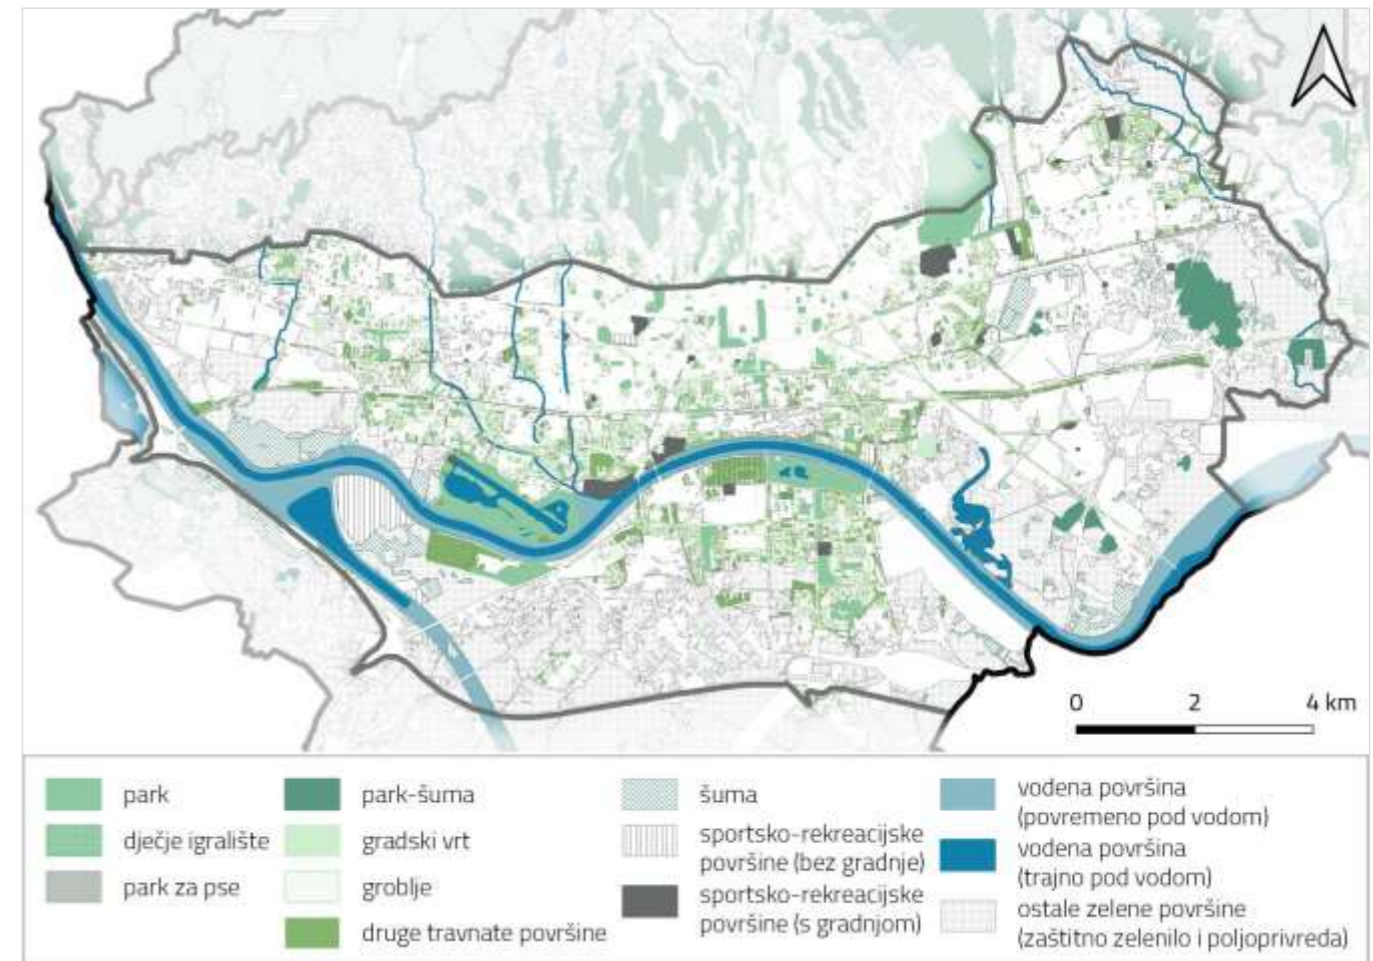 0 2 4 km
park
dječje igralište
park za pse
park-šuma
gradski vrt
groblje
druge travnate površine
šuma
sportsko-rekreacijske
površine (bez gradnje)
sportsko-rekreacijske
površine (s gradnjom)
vođena površina
(povremeno pod vodom)
vođena površina
(trajno pod vodom)
ostale zelene površine
(zaštitno zelenilo i poljoprivreda)